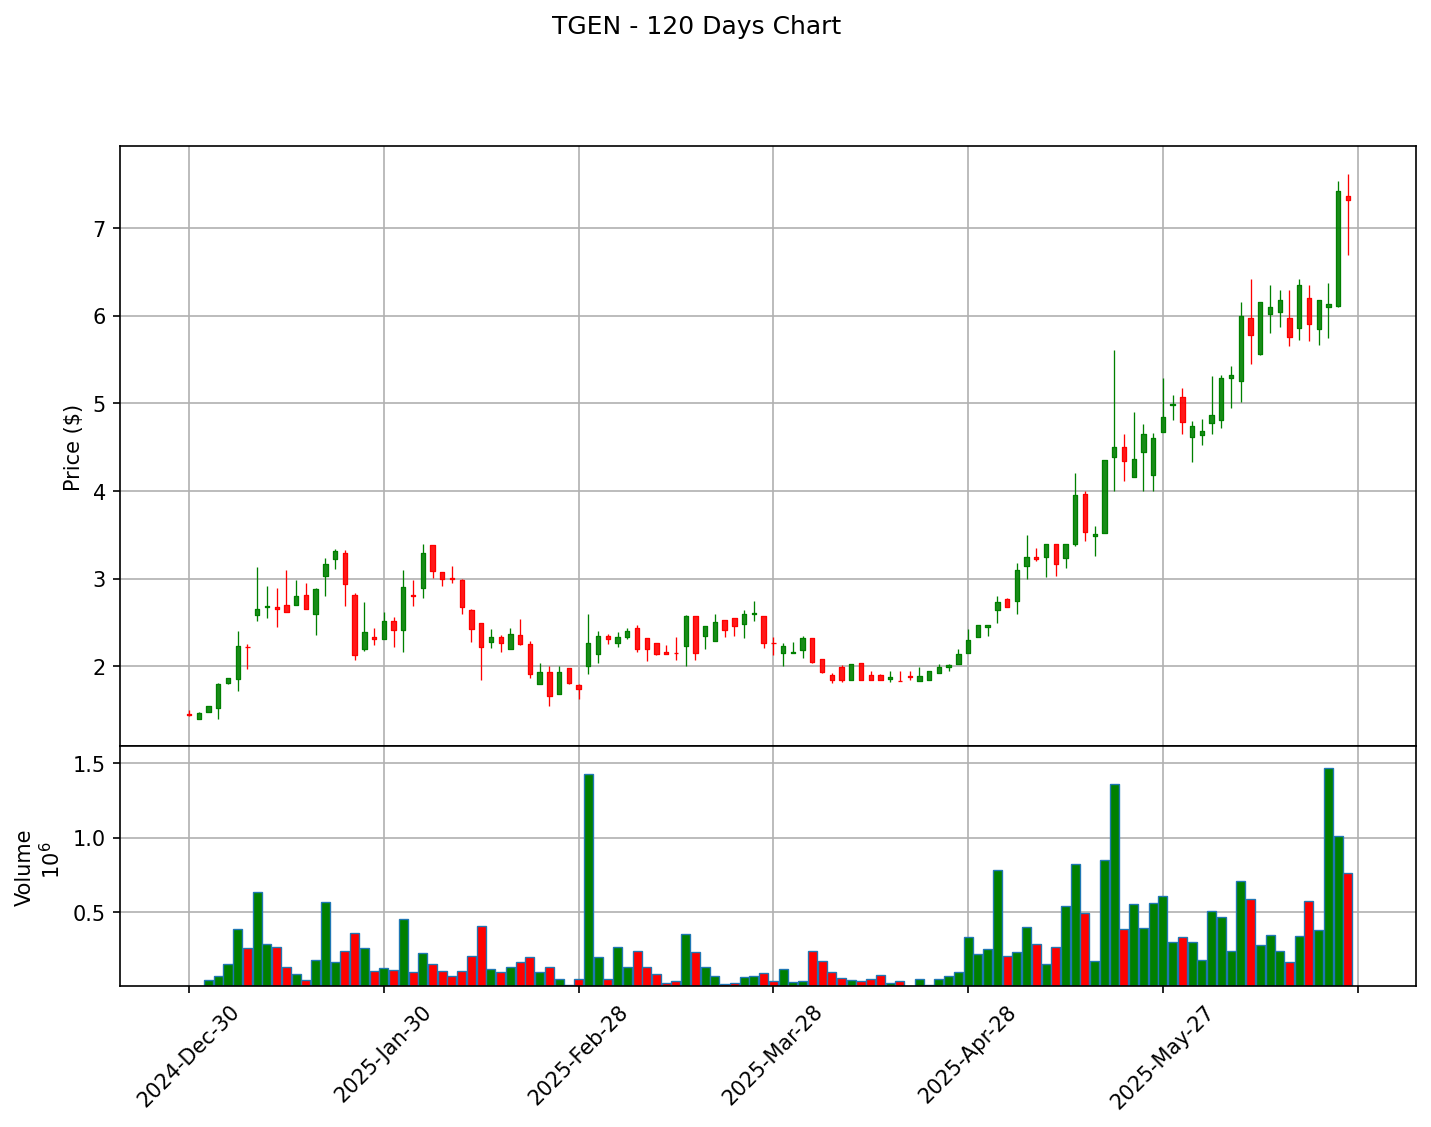 TGEN - 120 Days Chart
Price ($)
7
6
5
4
3
2
Volume
10^6
1.5
1.0
0.5
2024-Dec-30
2025-Jan-30
2025-Feb-28
2025-Mar-28
2025-Apr-28
2025-May-27